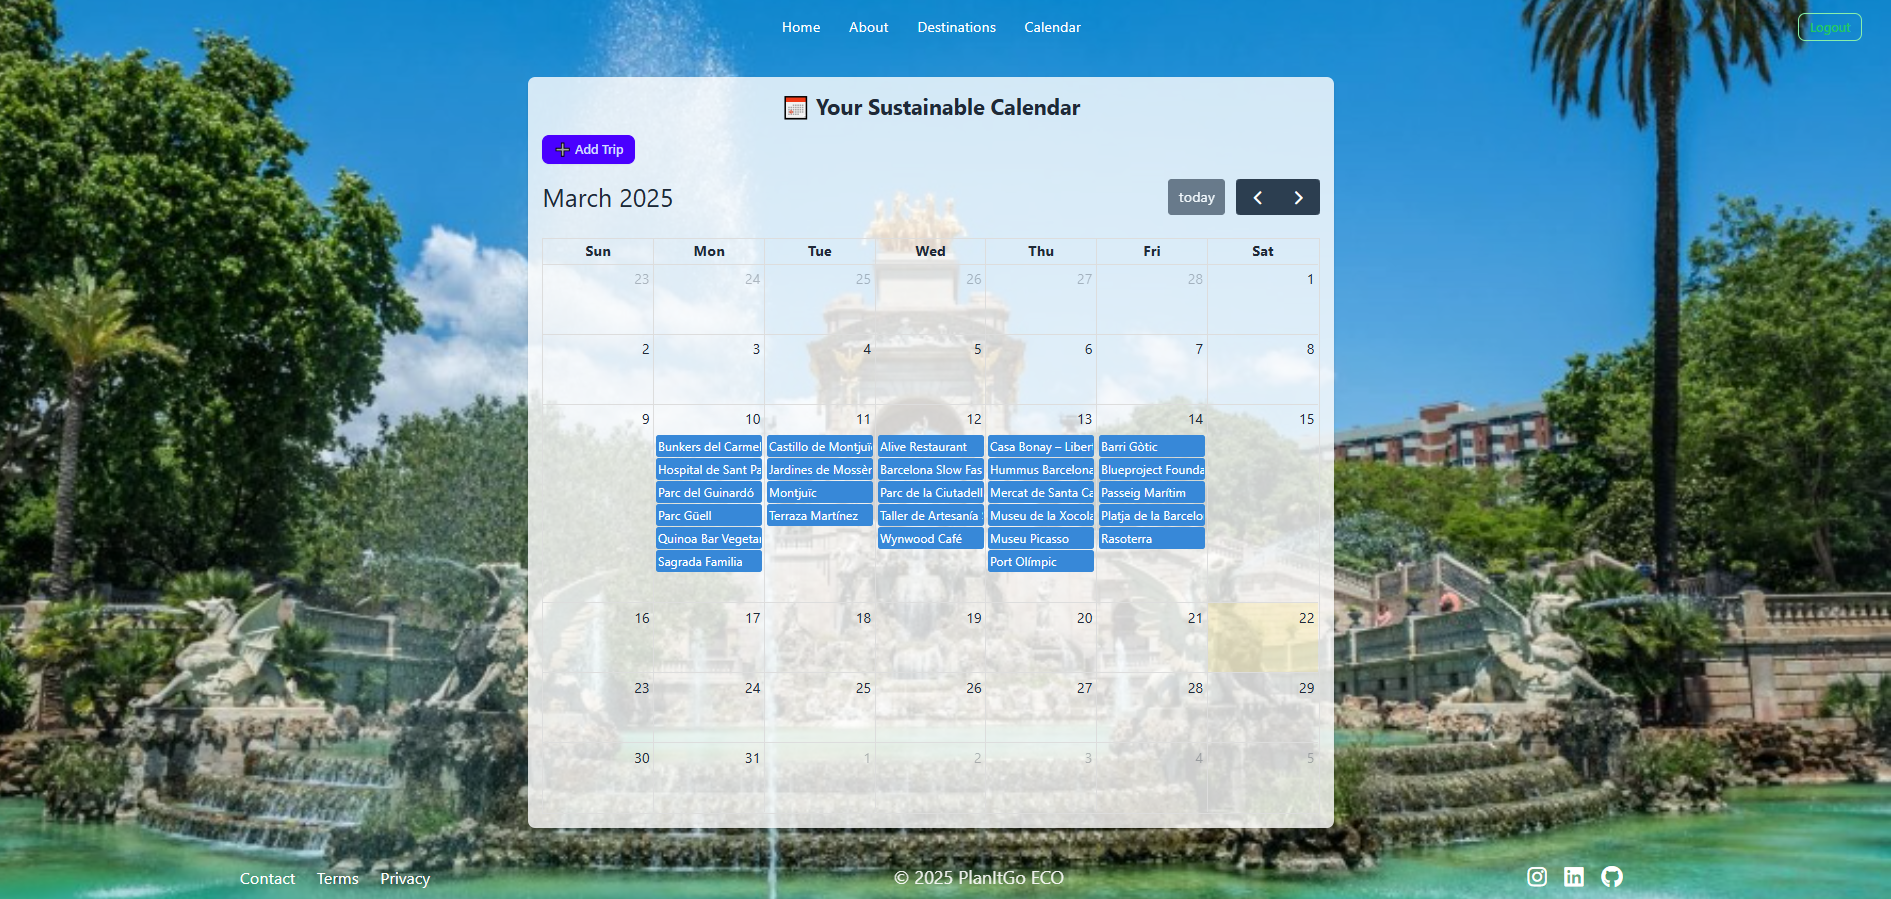 Home About Destinations Calendar Logout
Your Sustainable Calendar
Add Trip
March 2025 today
Sun Mon Tue Wed Thu Fri Sat
23 24 25 26 27 28 1
2 3 4 5 6 7 8
9 10 11 12 13 14 15
Bunkers del Carmel Castillo de Montjuï Alive Restaurant Casa Bonay – Liber Barri Gòtic
Hospital de Sant Pa Jardines de Mossèn Barcelona Slow Fas Hummus Barcelona Blueproject Founda
Parc del Guinardó Montjuïc Parc de la Ciutadell Mercat de Santa Ca Passeig Marítim
Parc Güell Terraza Martínez Taller de Artesanía Museu de la Xocola Platja de la Barcelo
Quinoa Bar Vegetar Wynwood Café Museu Picasso Rasoterra
Sagrada Familia Port Olímpic
16 17 18 19 20 21 22
23 24 25 26 27 28 29
30 31 1 2 3 4 5
Contact Terms Privacy © 2025 PlanItGo ECO